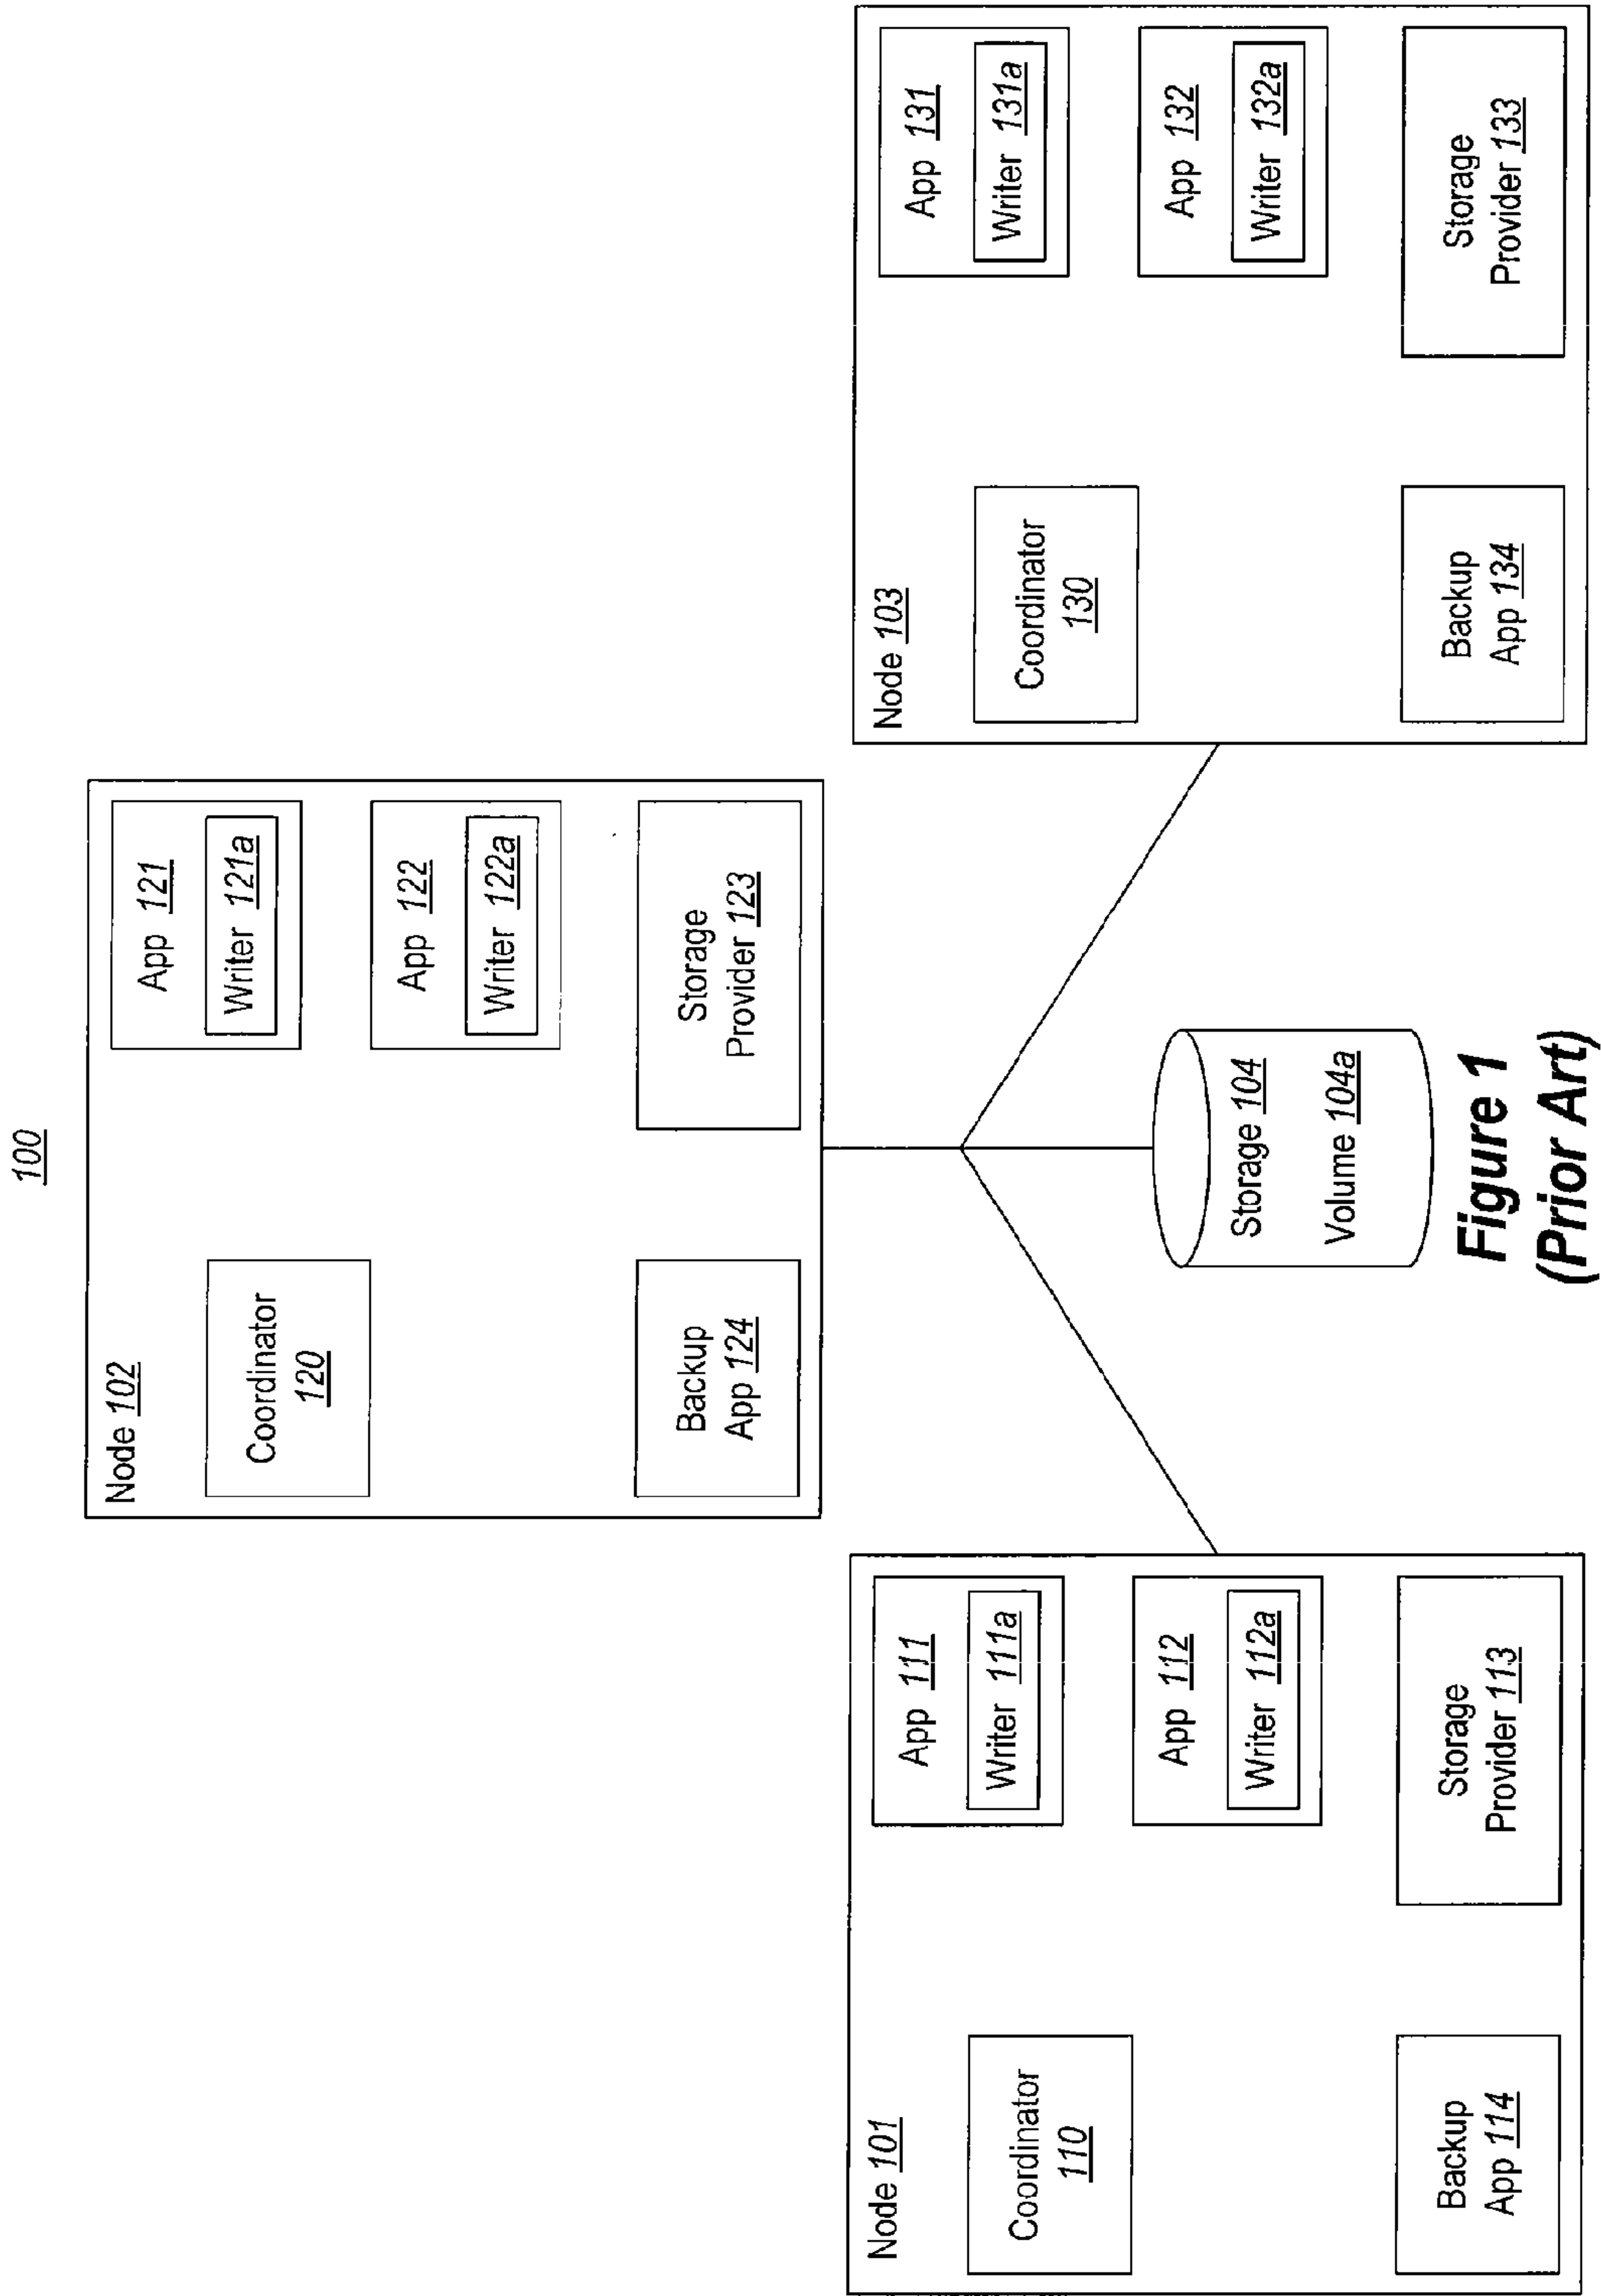 100
Node 102
Coordinator
120
App 121
Writer 121a
App 122
Writer 122a
Backup
App 124
Storage
Provider 123
Node 101
Coordinator
110
App 111
Writer 111a
App 112
Writer 112a
Backup
App 114
Storage
Provider 113
Storage 104
Volume 104a
Node 103
Coordinator
130
App 131
Writer 131a
App 132
Writer 132a
Backup
App 134
Storage
Provider 133
Figure 1
(Prior Art)